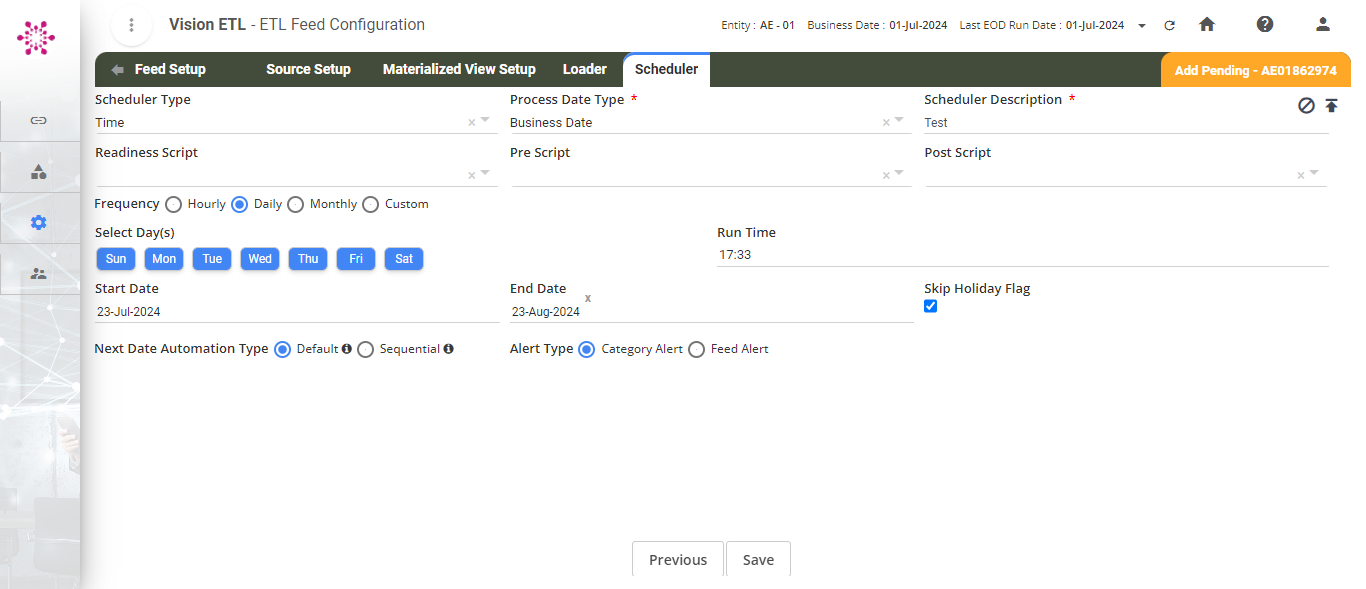 Vision ETL - ETL Feed Configuration
Entity : AE - 01 Business Date : 01-Jul-2024 Last EOD Run Date : 01-Jul-2024
Feed Setup Source Setup Materialized View Setup Loader Scheduler Add Pending - AE01862974
Scheduler Type Process Date Type * Scheduler Description *
Time Business Date Test
Readiness Script Pre Script Post Script
Frequency Hourly Daily Monthly Custom
Select Day(s) Run Time
Sun Mon Tue Wed Thu Fri Sat 17:33
Start Date End Date x Skip Holiday Flag
23-Jul-2024 23-Aug-2024
Next Date Automation Type Default Sequential Alert Type Category Alert Feed Alert
Previous Save